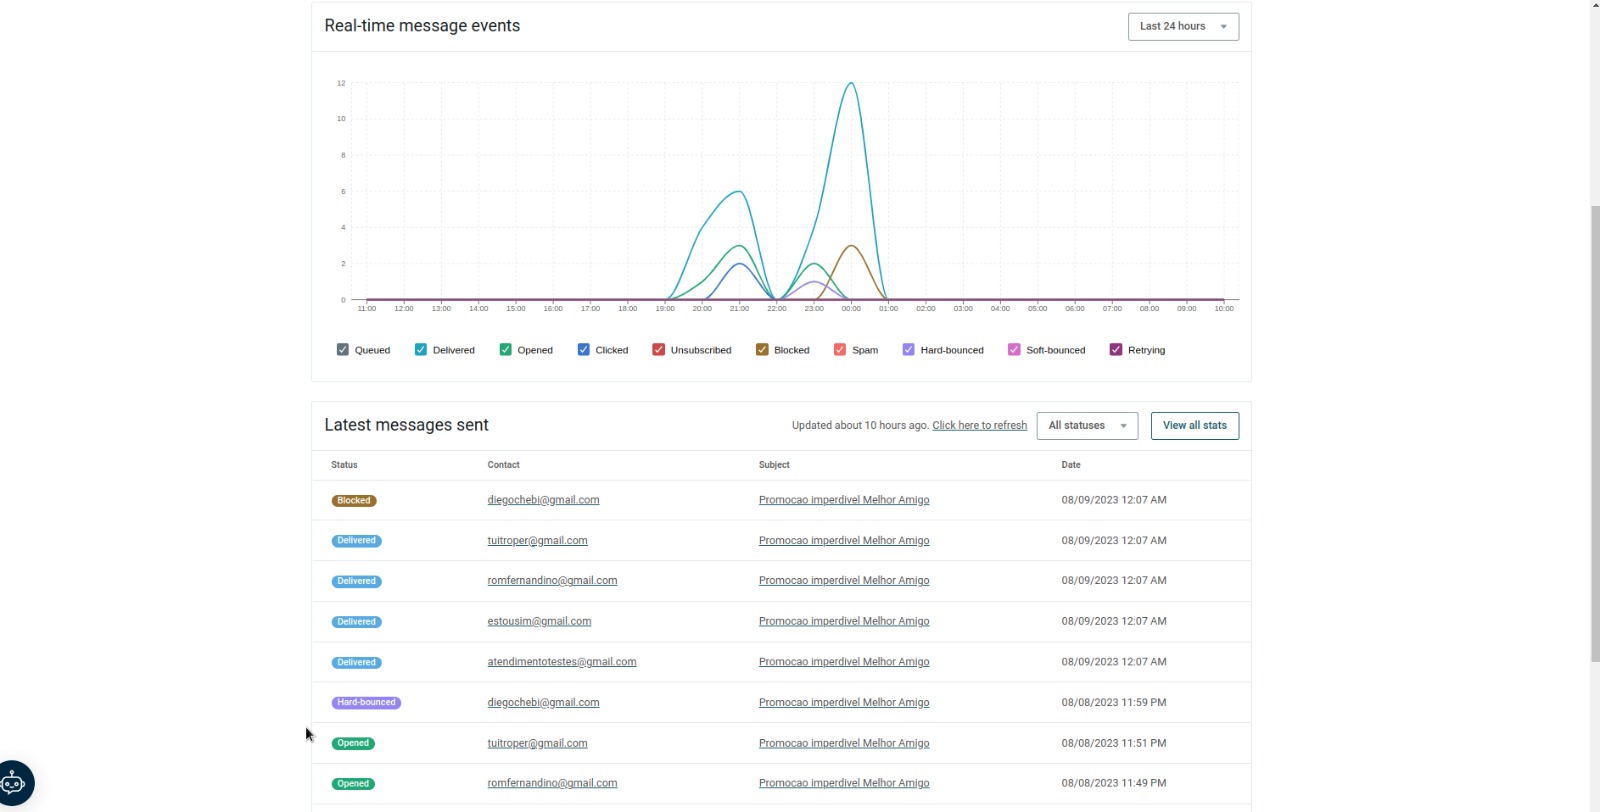 Real-time message events
Last 24 hours
12
10
8
6
4
2
0
11:00 12:00 13:00 14:00 15:00 16:00 17:00 18:00 19:00 20:00 21:00 22:00 23:00 00:00 01:00 02:00 03:00 04:00 05:00 06:00 07:00 08:00 09:00 10:00
Queued Delivered Opened Clicked Unsubscribed Blocked Spam Hard-bounced Soft-bounced Retrying
Latest messages sent
Updated about 10 hours ago. Click here to refresh
All statuses
View all stats
Status Contact Subject Date
Blocked diegochebi@gmail.com Promocao imperdivel Melhor Amigo 08/09/2023 12:07 AM
Delivered tuitroper@gmail.com Promocao imperdivel Melhor Amigo 08/09/2023 12:07 AM
Delivered romfernandino@gmail.com Promocao imperdivel Melhor Amigo 08/09/2023 12:07 AM
Delivered estousim@gmail.com Promocao imperdivel Melhor Amigo 08/09/2023 12:07 AM
Delivered atendimentotestes@gmail.com Promocao imperdivel Melhor Amigo 08/09/2023 12:07 AM
Hard-bounced diegochebi@gmail.com Promocao imperdivel Melhor Amigo 08/08/2023 11:59 PM
Opened tuitroper@gmail.com Promocao imperdivel Melhor Amigo 08/08/2023 11:51 PM
Opened romfernandino@gmail.com Promocao imperdivel Melhor Amigo 08/08/2023 11:49 PM